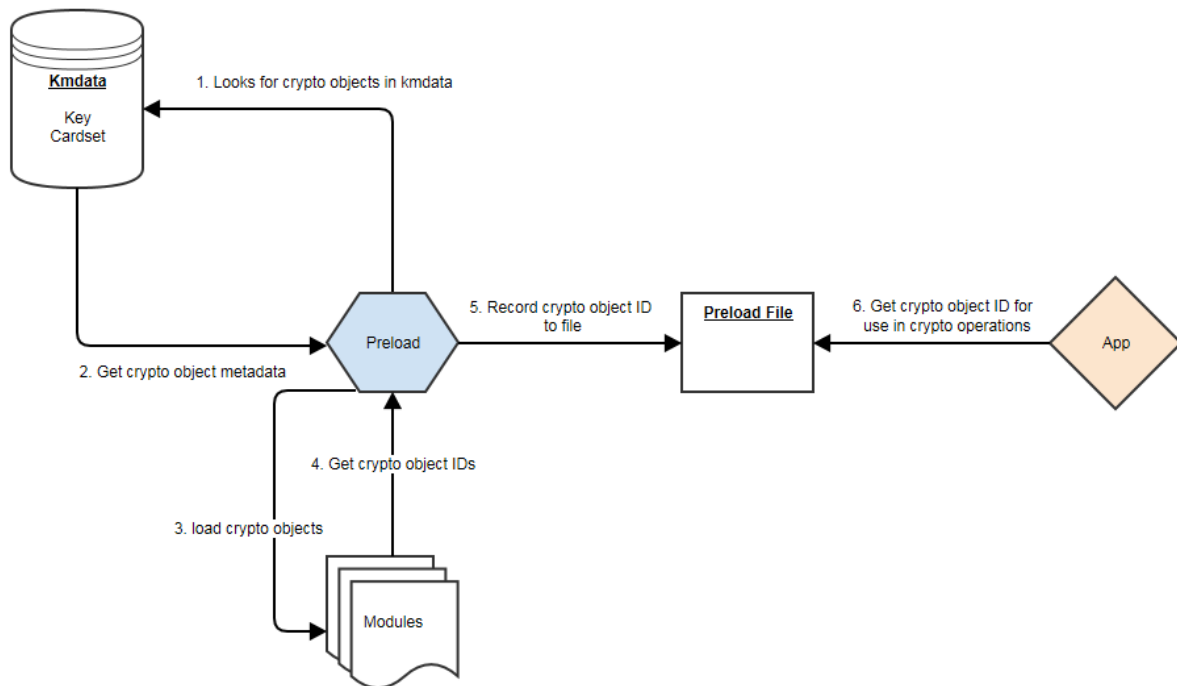 Kmdata
Key
Cardset
1. Looks for crypto objects in kmdata
2. Get crypto object metadata
Preload
5. Record crypto object ID
to file
Preload File
6. Get crypto object ID for
use in crypto operations
App
4. Get crypto object IDs
3. load crypto objects
Modules